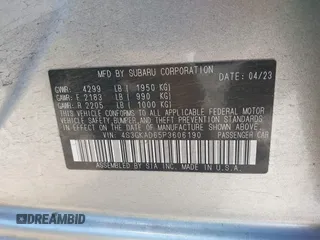 MFD BY SUBARU CORPORATION 04/23
GVWR: 4299 LB (1950 KG)
GAWR: F 2183 LB ( 990 KG)
GAWR: R 2205 LB (1000 KG)
THIS VEHICLE CONFORMS TO ALL APPLICABLE FEDERAL MOTOR
VEHICLE SAFETY, BUMPER, AND THEFT PREVENTION STANDARDS
IN EFFECT ON THE DATE OF MANUFACTURE SHOWN ABOVE.
VIN: 4S3GKAD65P3606190 PASSENGER CAR
MANUFACTURED BY SIA INC. MADE IN U.S.A.
DREAMBID